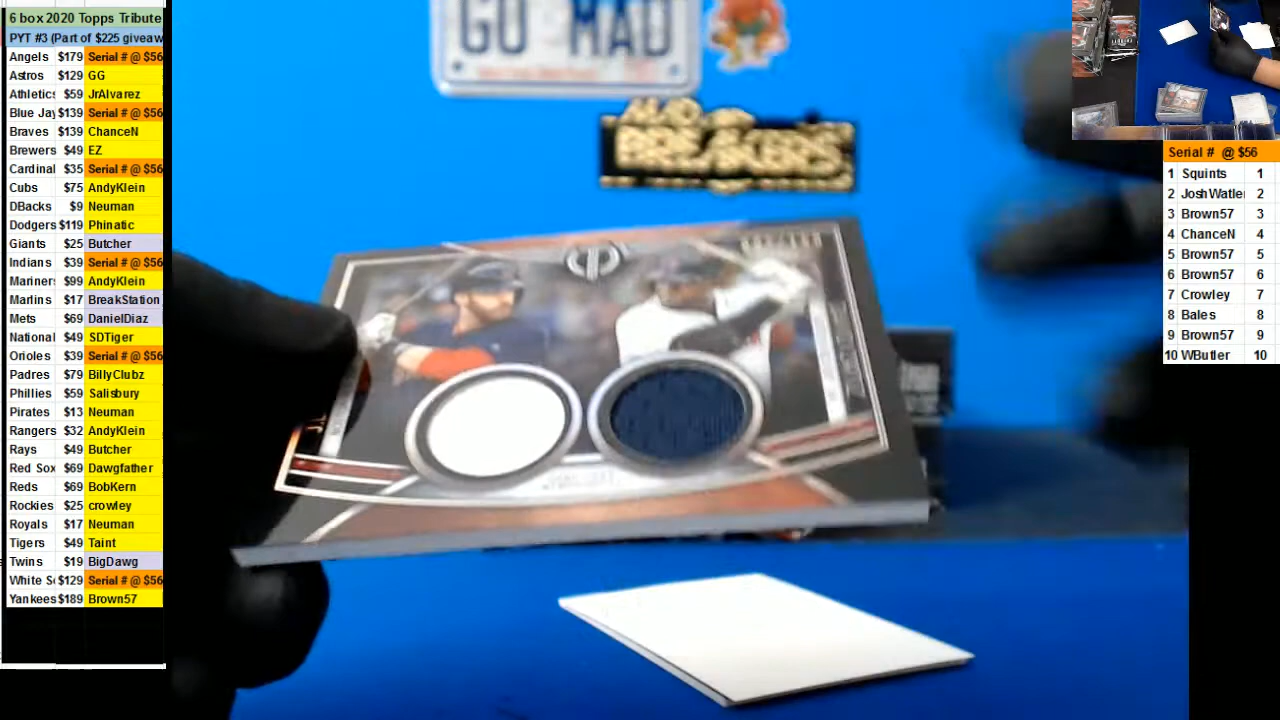 6 box 2020 Topps Tribute
PYT #3 (Part of $225 giveaw
Angels $179 Serial # @ $56
Astros $129 GG
Athletics $59 JrAlvarez
Blue Jay $139 Serial # @ $56
Braves $139 ChanceN
Brewers $49 EZ
Cardinal $35 Serial # @ $56
Cubs $75 AndyKlein
DBacks $9 Neuman
Dodgers $119 Phinatic
Giants $25 Butcher
Indians $39 Serial # @ $56
Mariners $99 AndyKlein
Marlins $17 BreakStation
Mets $69 DanielDiaz
National $49 SDTiger
Orioles $39 Serial # @ $56
Padres $79 BillyClubz
Phillies $59 Salisbury
Pirates $13 Neuman
Rangers $32 AndyKlein
Rays $49 Butcher
Red Sox $69 Dawgfather
Reds $69 BobKern
Rockies $25 crowley
Royals $17 Neuman
Tigers $49 Taint
Twins $19 BigDawg
White S $129 Serial # @ $56
Yankees $189 Brown57
GO MAD
BREAKERS
Serial # @ $56
1 Squints 1
2 JoshWatle 2
3 Brown57 3
4 ChanceN 4
5 Brown57 5
6 Brown57 6
7 Crowley 7
8 Bales 8
9 Brown57 9
10 WButler 10